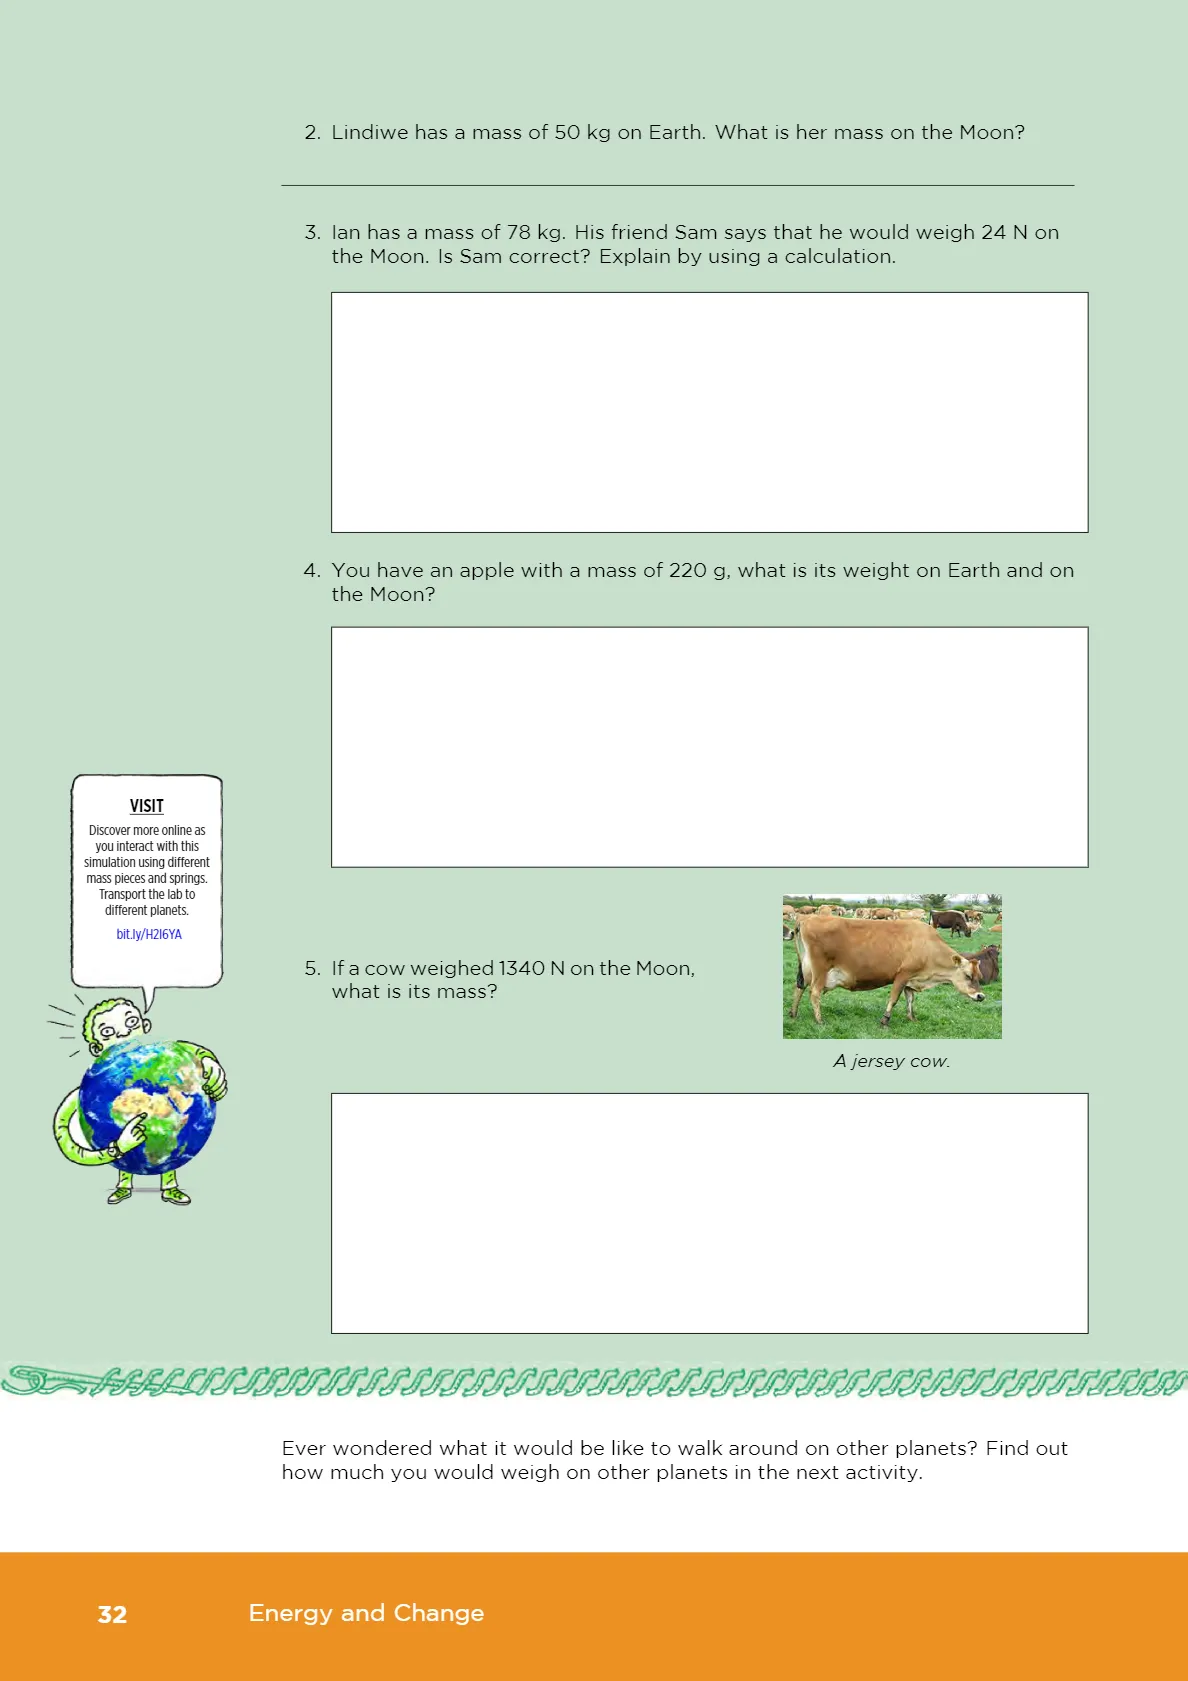 2. Lindiwe has a mass of 50 kg on Earth. What is her mass on the Moon?
3. Ian has a mass of 78 kg. His friend Sam says that he would weigh 24 N on
the Moon. Is Sam correct? Explain by using a calculation.
4. You have an apple with a mass of 220 g, what is its weight on Earth and on
the Moon?
VISIT
Discover more online as
you interact with this
simulation using different
mass pieces and springs.
Transport the lab to
different planets.
bit.ly/H2I6YA
5. If a cow weighed 1340 N on the Moon,
what is its mass?
A jersey cow.
Ever wondered what it would be like to walk around on other planets? Find out
how much you would weigh on other planets in the next activity.
32 Energy and Change